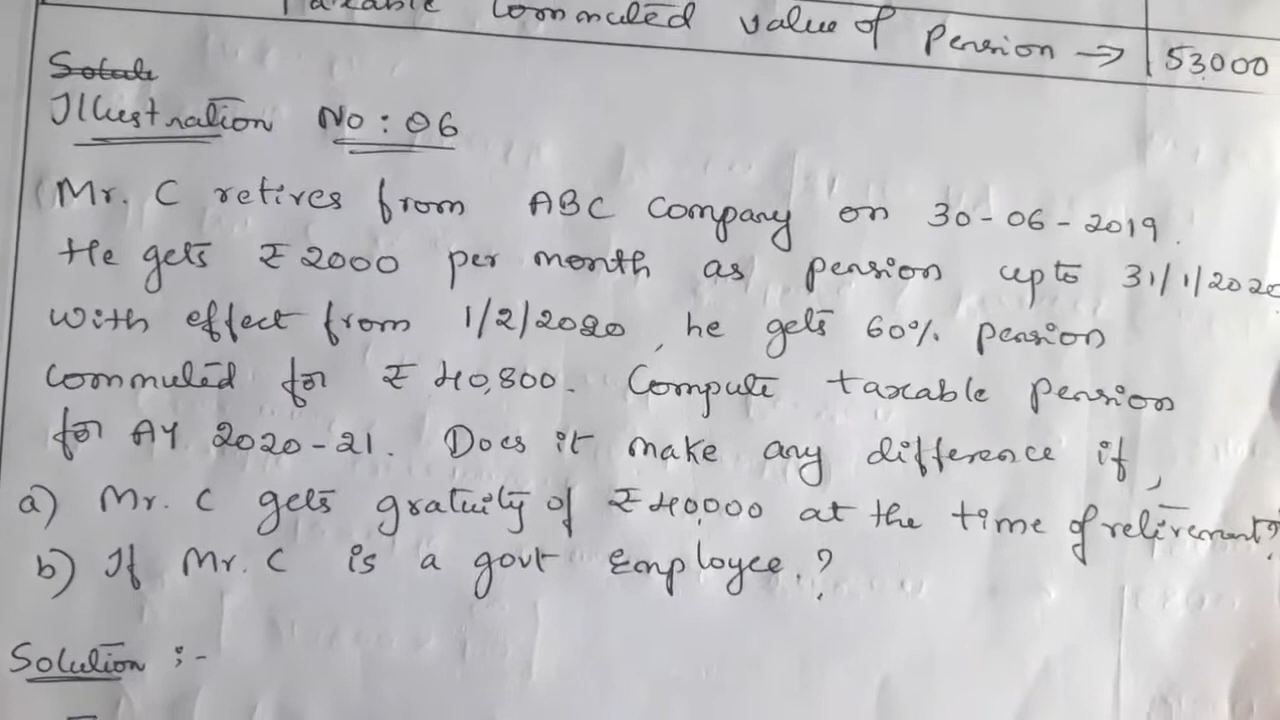 Taxable Commuted value of Pension → 53000
Solute
Illustration No: 06
Mr. C retires from ABC Company on 30-06-2019.
He gets ₹2000 per month as pension upto 31/1/2020
With effect from 1/2/2020, he gets 60% pension
Commuted for ₹ 40,800. Compute taxable pension
for AY 2020-21. Does it make any difference if,
a) Mr. C gets gratuity of ₹40,000 at the time of retirement?
b) If Mr. C is a govt Employee.?
Solution :-